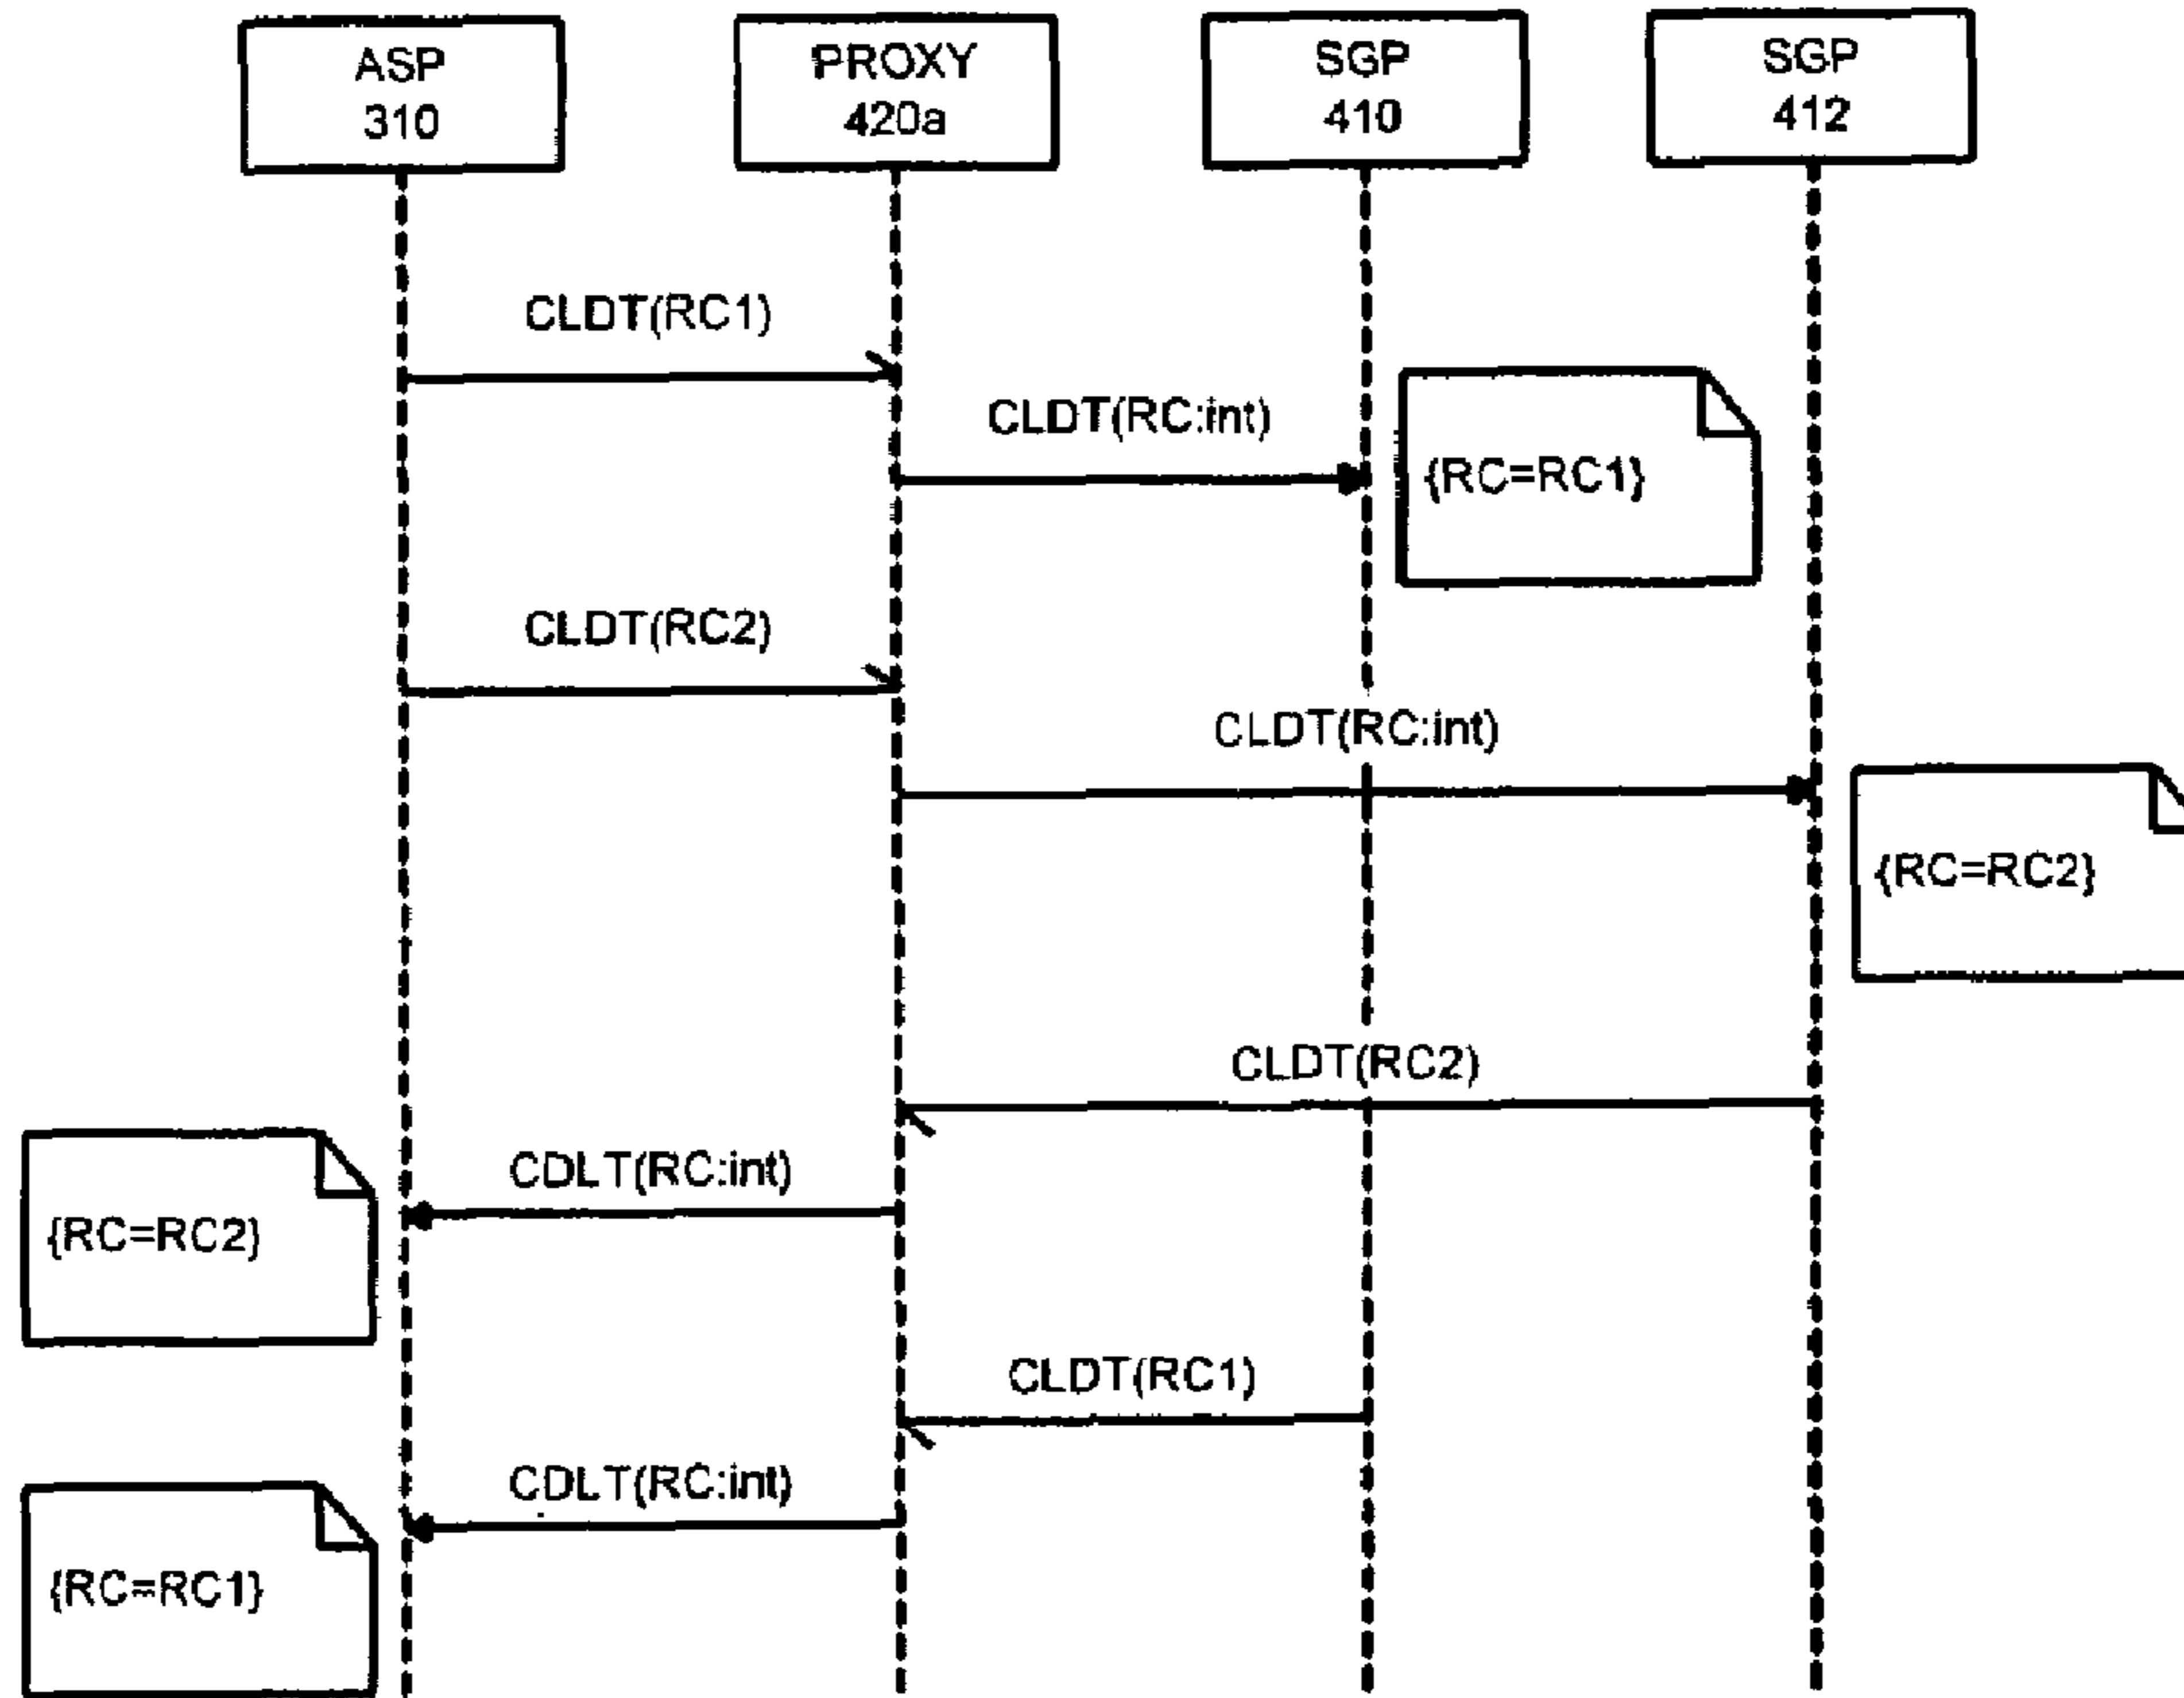 ASP
310
PROXY
420a
SGP
410
SGP
412
CLDT(RC1)
CLDT(RC:int)
{RC=RC1}
CLDT(RC2)
CLDT(RC:int)
{RC=RC2}
CLDT(RC2)
CDLT(RC:int)
{RC=RC2}
CLDT(RC1)
CDLT(RC:int)
{RC=RC1}